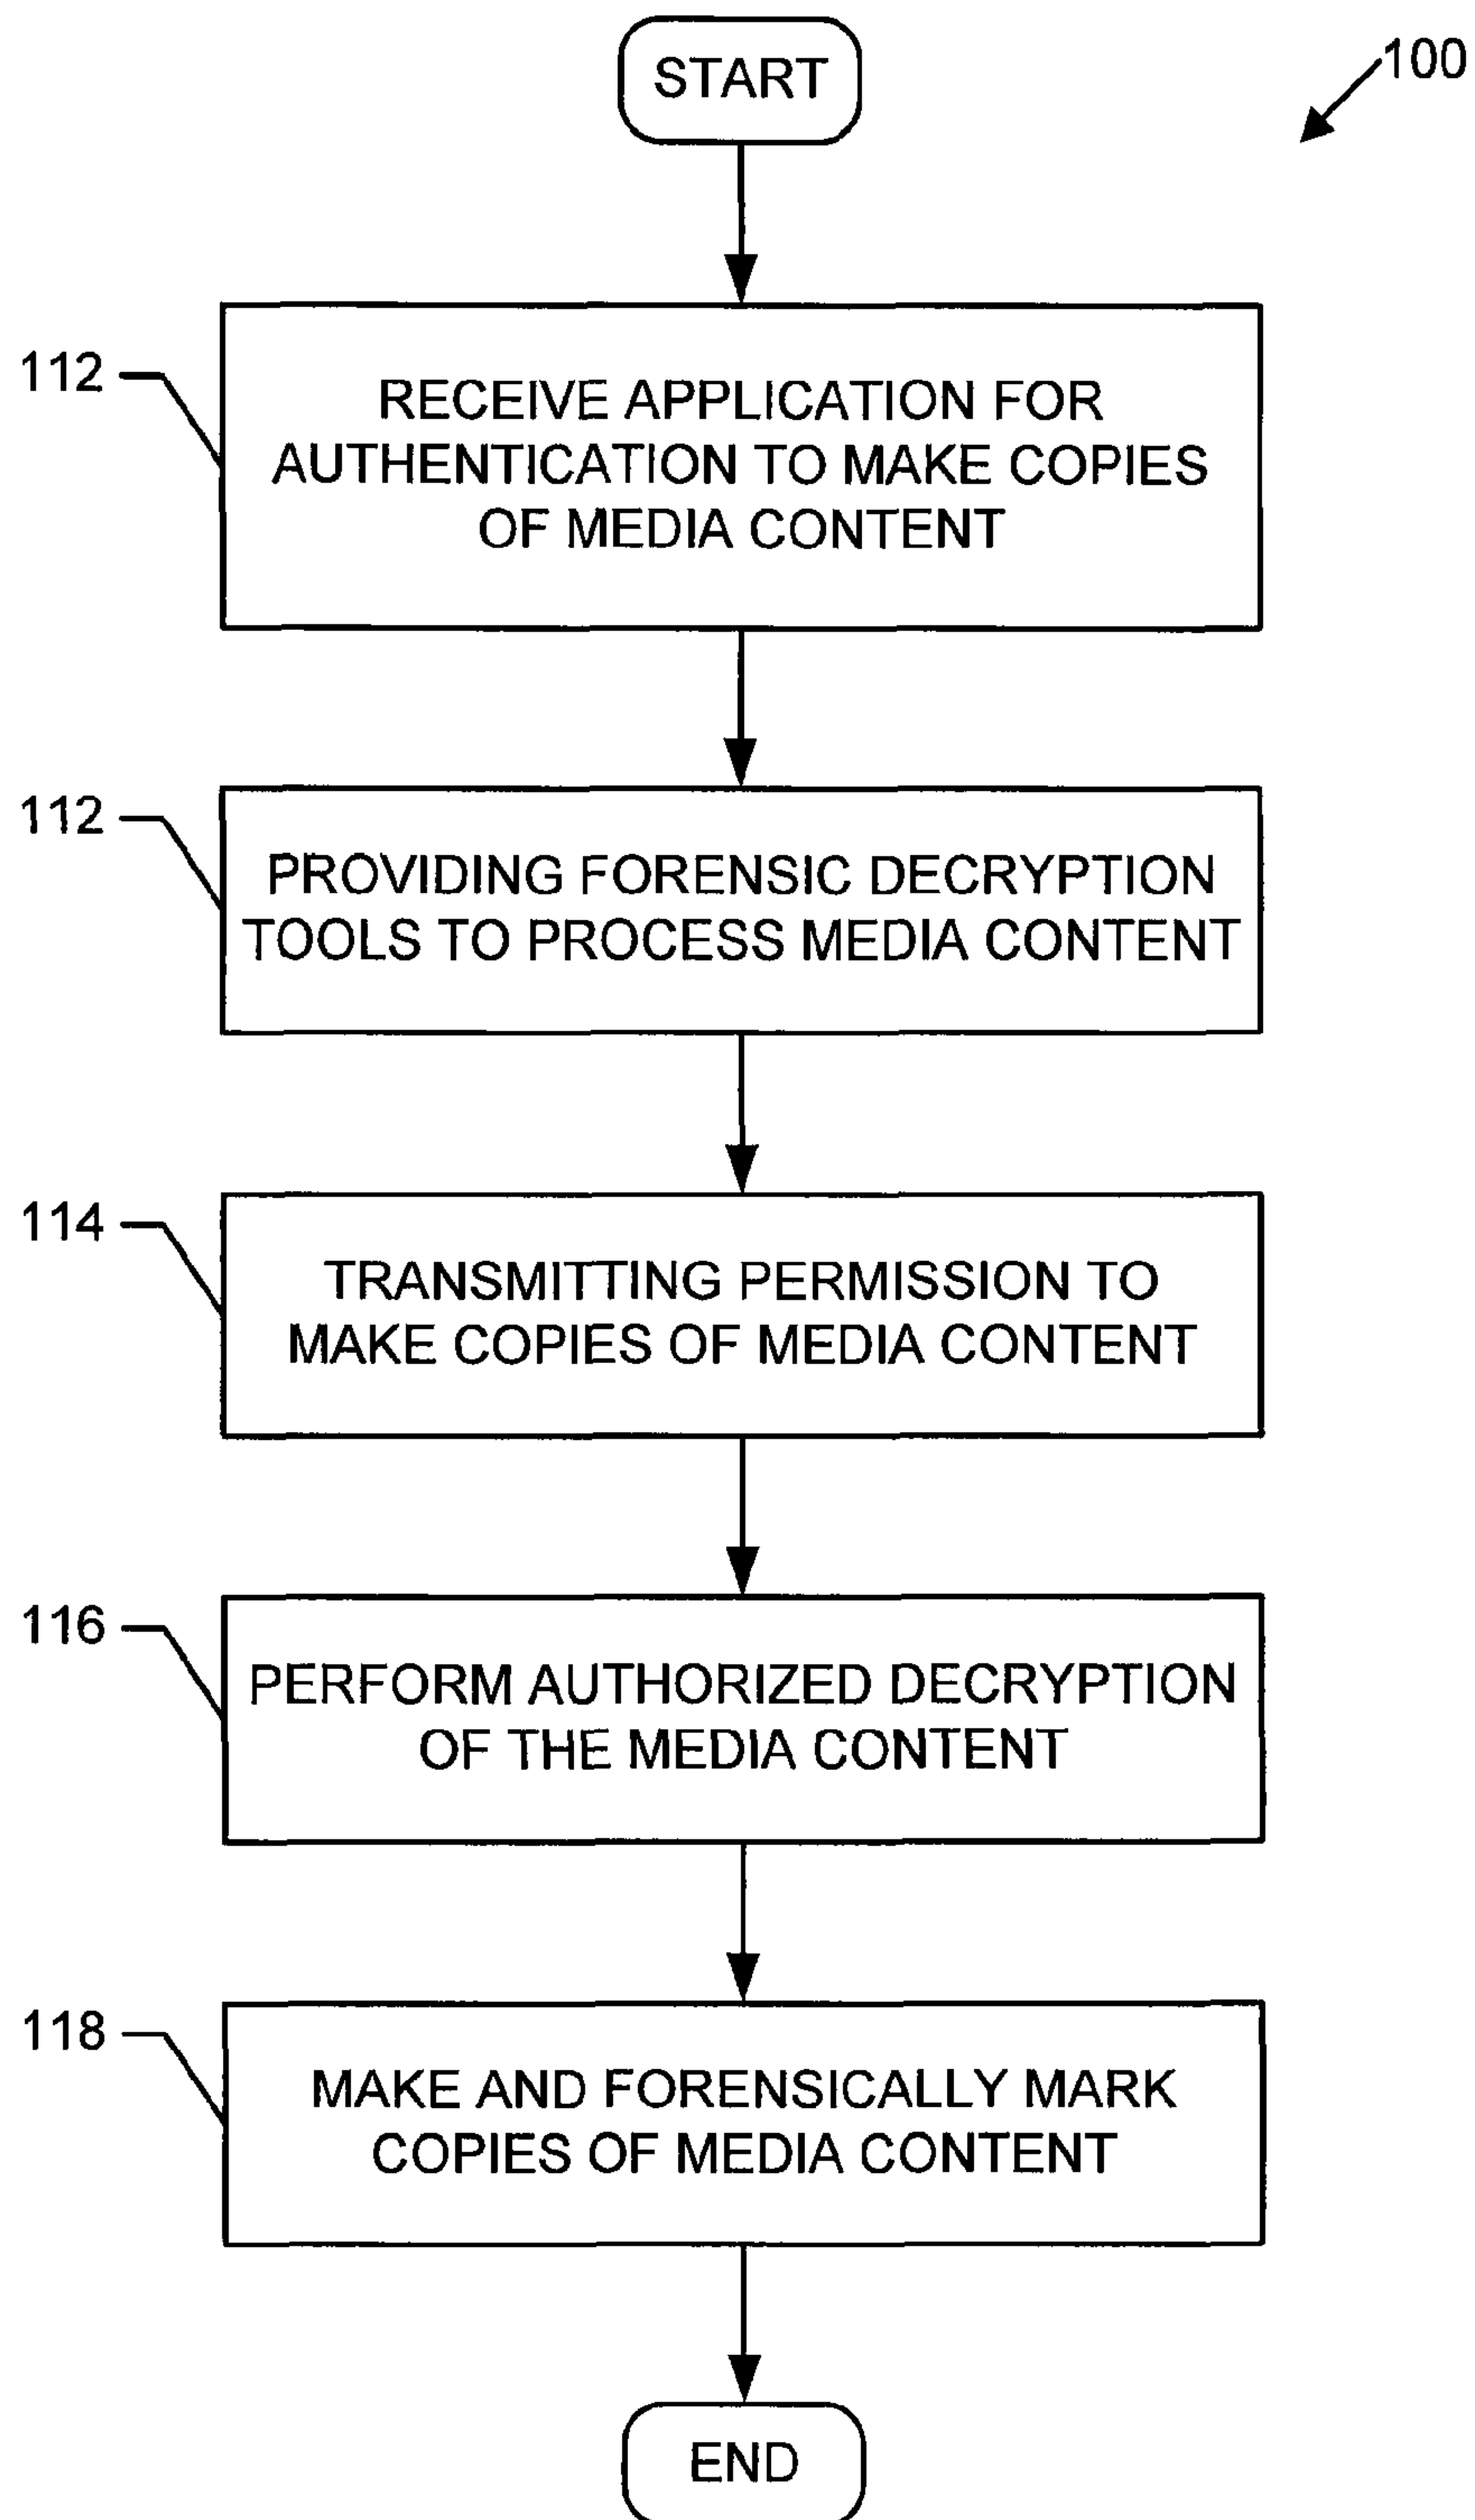 START
100
112
RECEIVE APPLICATION FOR
AUTHENTICATION TO MAKE COPIES
OF MEDIA CONTENT
112
PROVIDING FORENSIC DECRYPTION
TOOLS TO PROCESS MEDIA CONTENT
114
TRANSMITTING PERMISSION TO
MAKE COPIES OF MEDIA CONTENT
116
PERFORM AUTHORIZED DECRYPTION
OF THE MEDIA CONTENT
118
MAKE AND FORENSICALLY MARK
COPIES OF MEDIA CONTENT
END